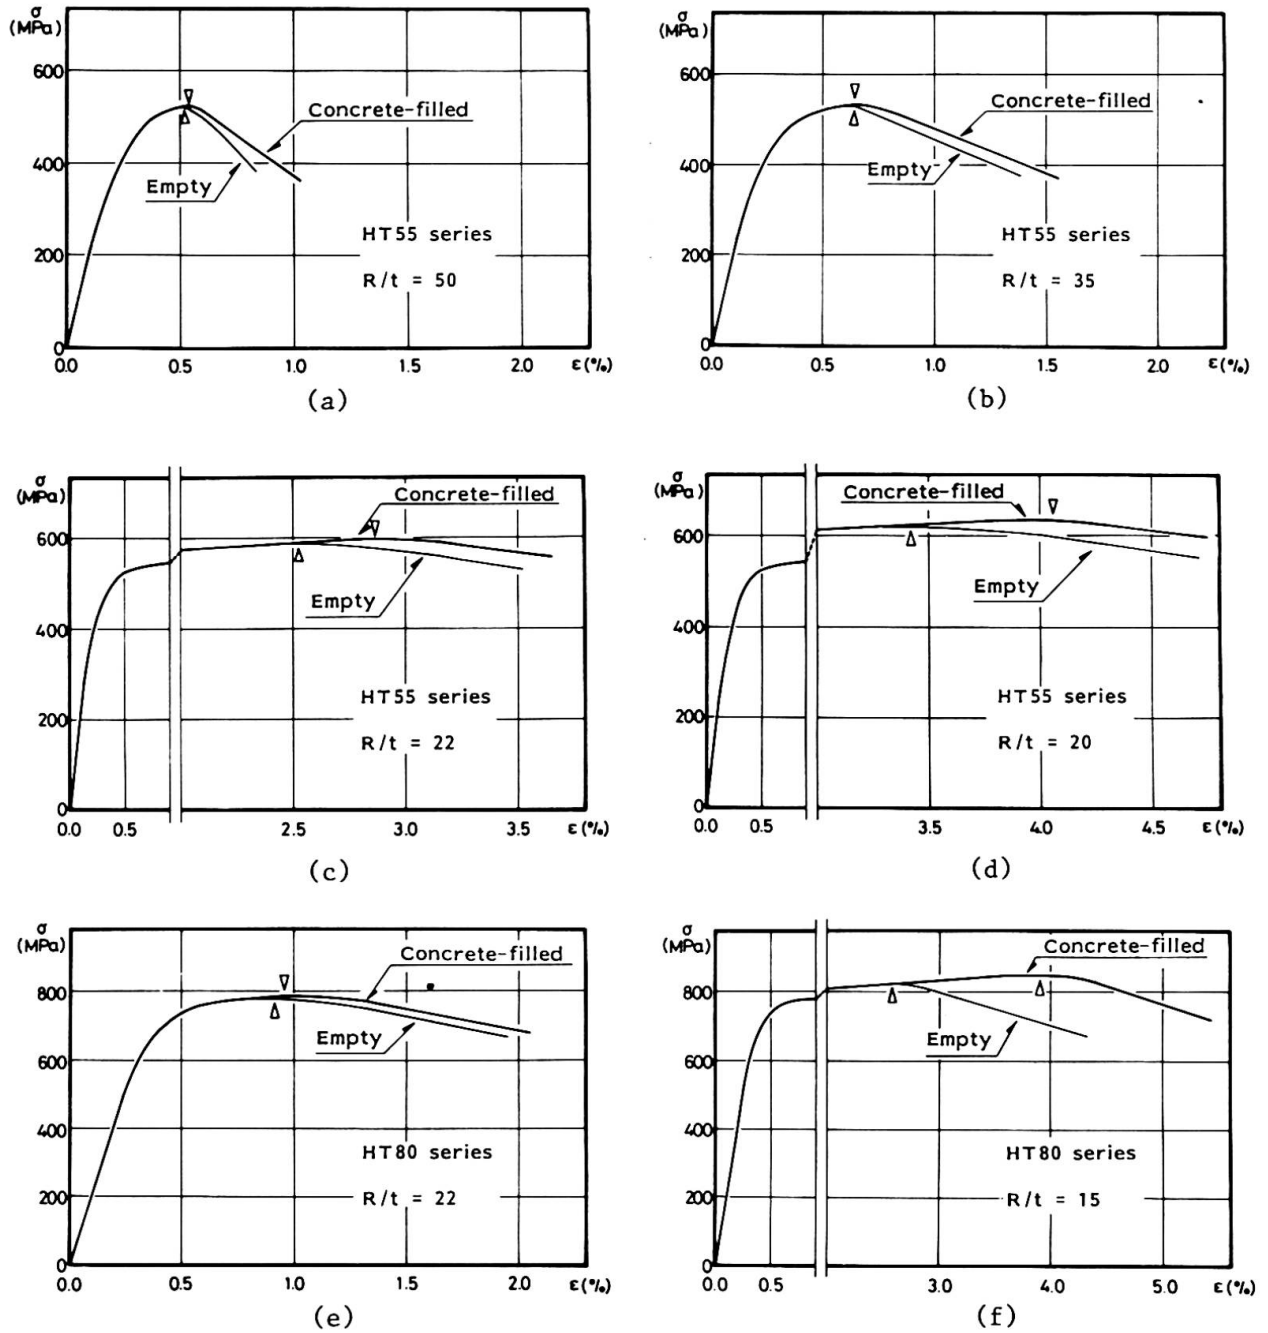 σ
(MPa)
600
400
200
0
Concrete-filled
Empty
HT55 series
R/t = 50
0.0 0.5 1.0 1.5 2.0 ε(%)
(a)
σ
(MPa)
600
400
200
0
Concrete-filled
Empty
HT55 series
R/t = 35
0.0 0.5 1.0 1.5 2.0 ε(%)
(b)
σ
(MPa)
600
400
200
0
Concrete-filled
Empty
HT55 series
R/t = 22
0.0 0.5 2.5 3.0 3.5 ε(%)
(c)
σ
(MPa)
600
400
200
0
Concrete-filled
Empty
HT55 series
R/t = 20
0.0 0.5 3.5 4.0 4.5 ε(%)
(d)
σ
(MPa)
800
600
400
200
0
Concrete-filled
Empty
HT80 series
R/t = 22
0.0 0.5 1.0 1.5 2.0 ε(%)
(e)
σ
(MPa)
800
600
400
200
0
Concrete-filled
Empty
HT80 series
R/t = 15
0.0 0.5 3.0 4.0 5.0 ε(%)
(f)